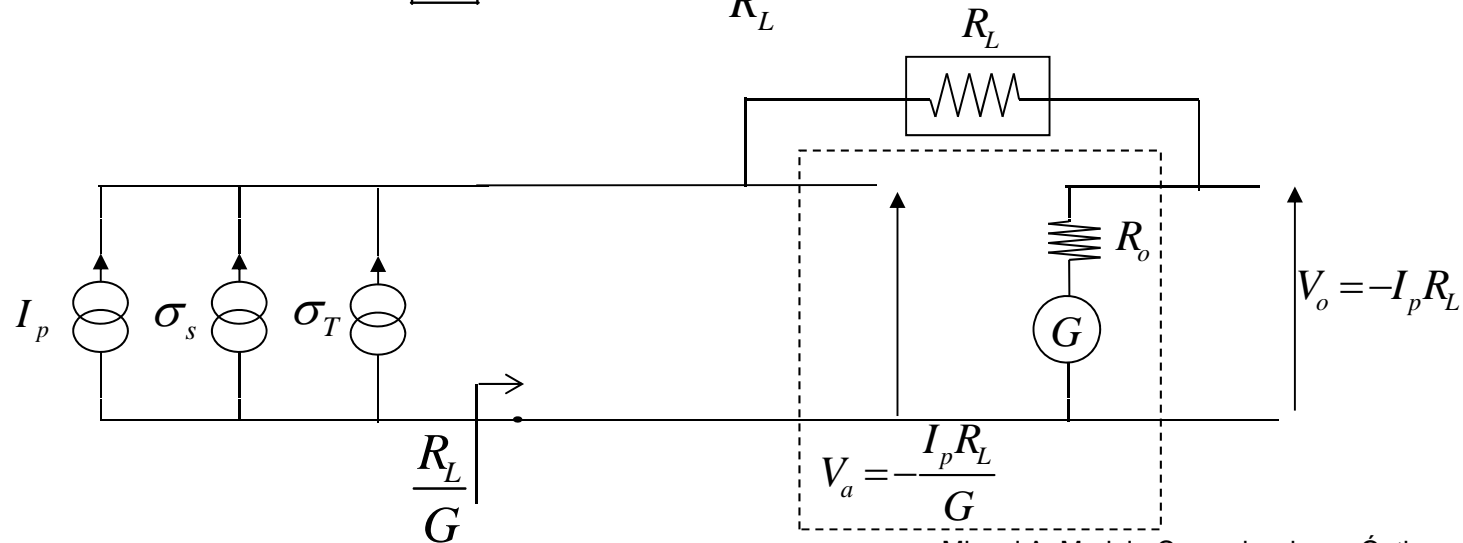 R_L
R_L
R_o
I_p
σ_s
σ_T
G
V_o = -I_p R_L
R_L
G
V_a = - I_p R_L
G